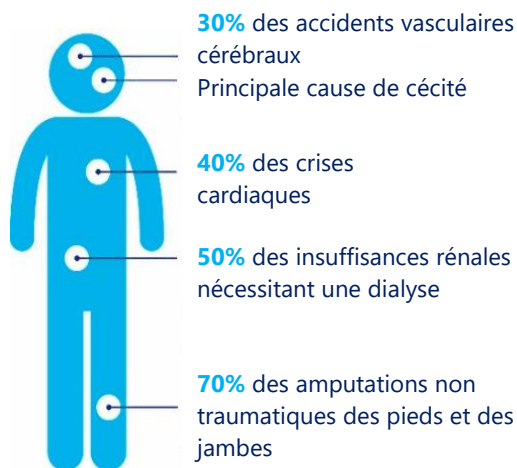 30% des accidents vasculaires
cérébraux
Principale cause de cécité
40% des crises
cardiaques
50% des insuffisances rénales
nécessitant une dialyse
70% des amputations non
traumatiques des pieds et des
jambes